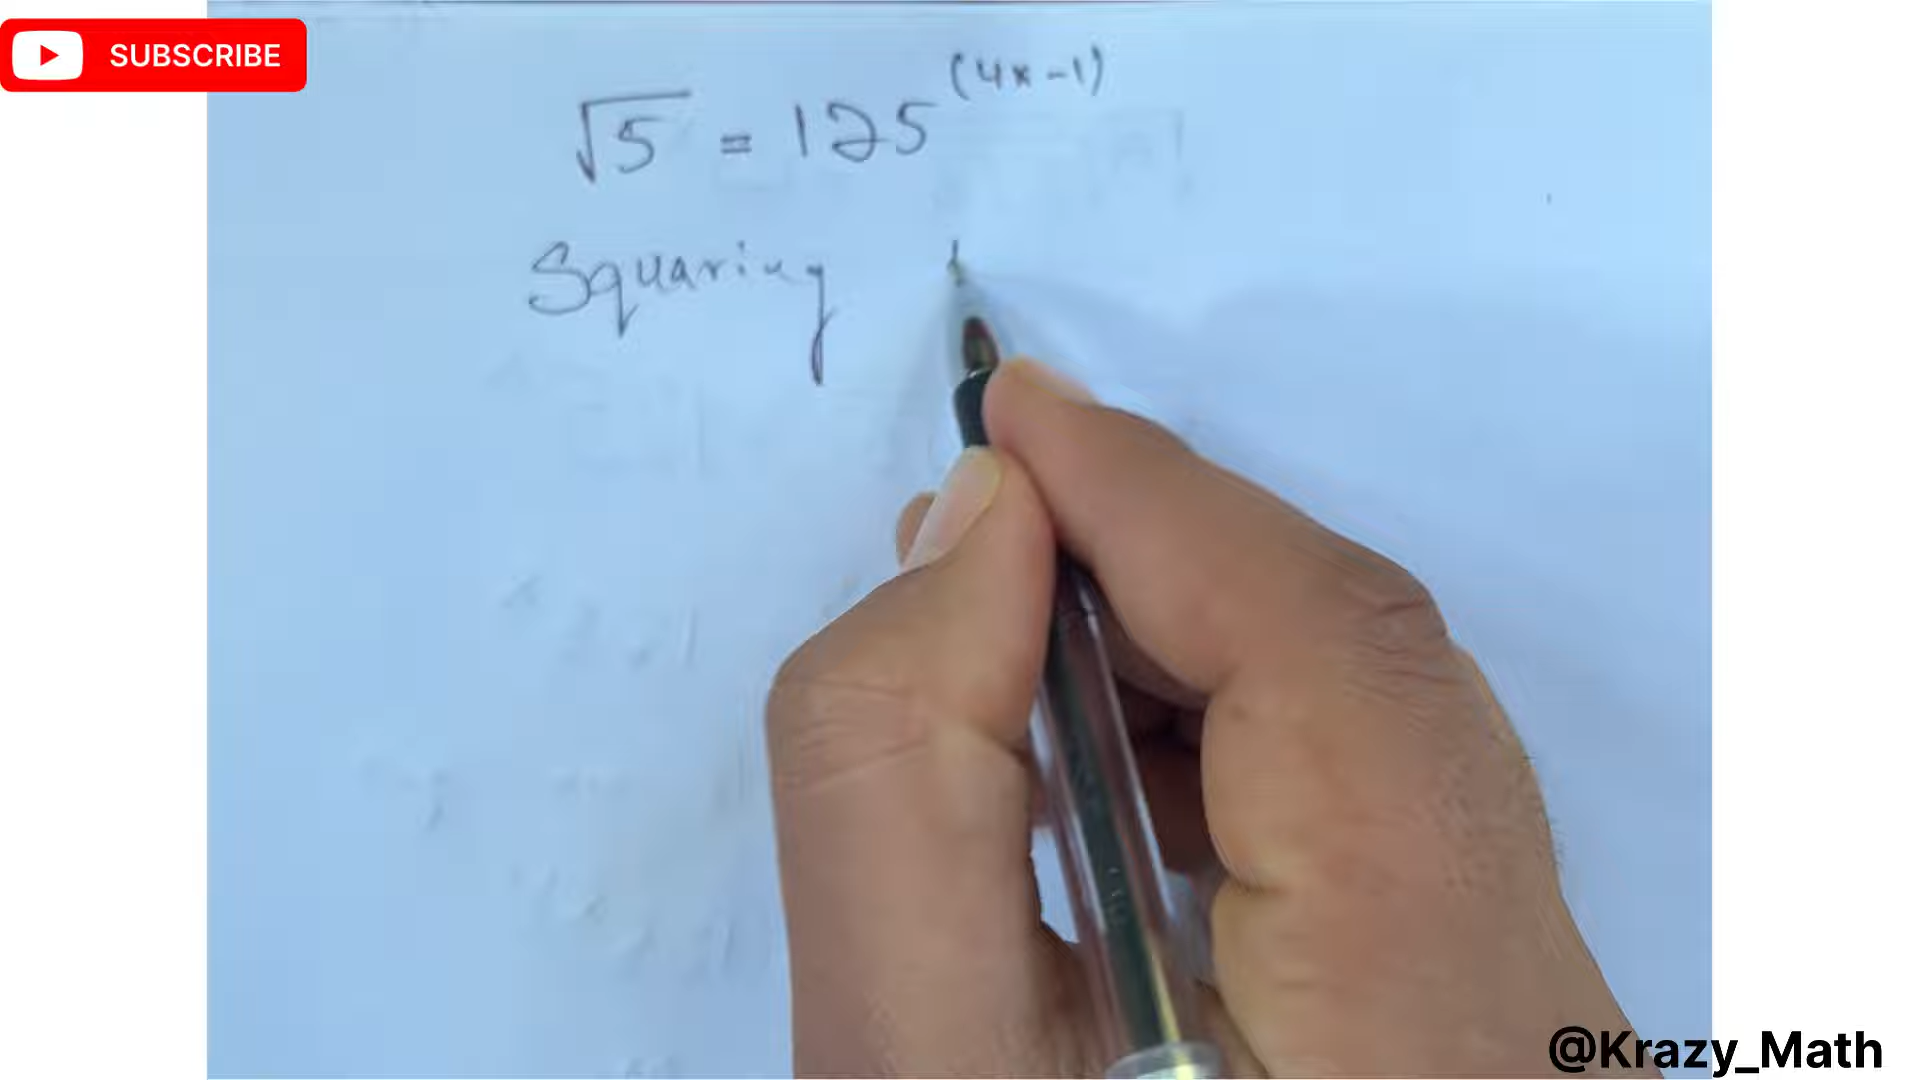 SUBSCRIBE
√5 = 125^(4x-1)
Squaring
@Krazy_Math